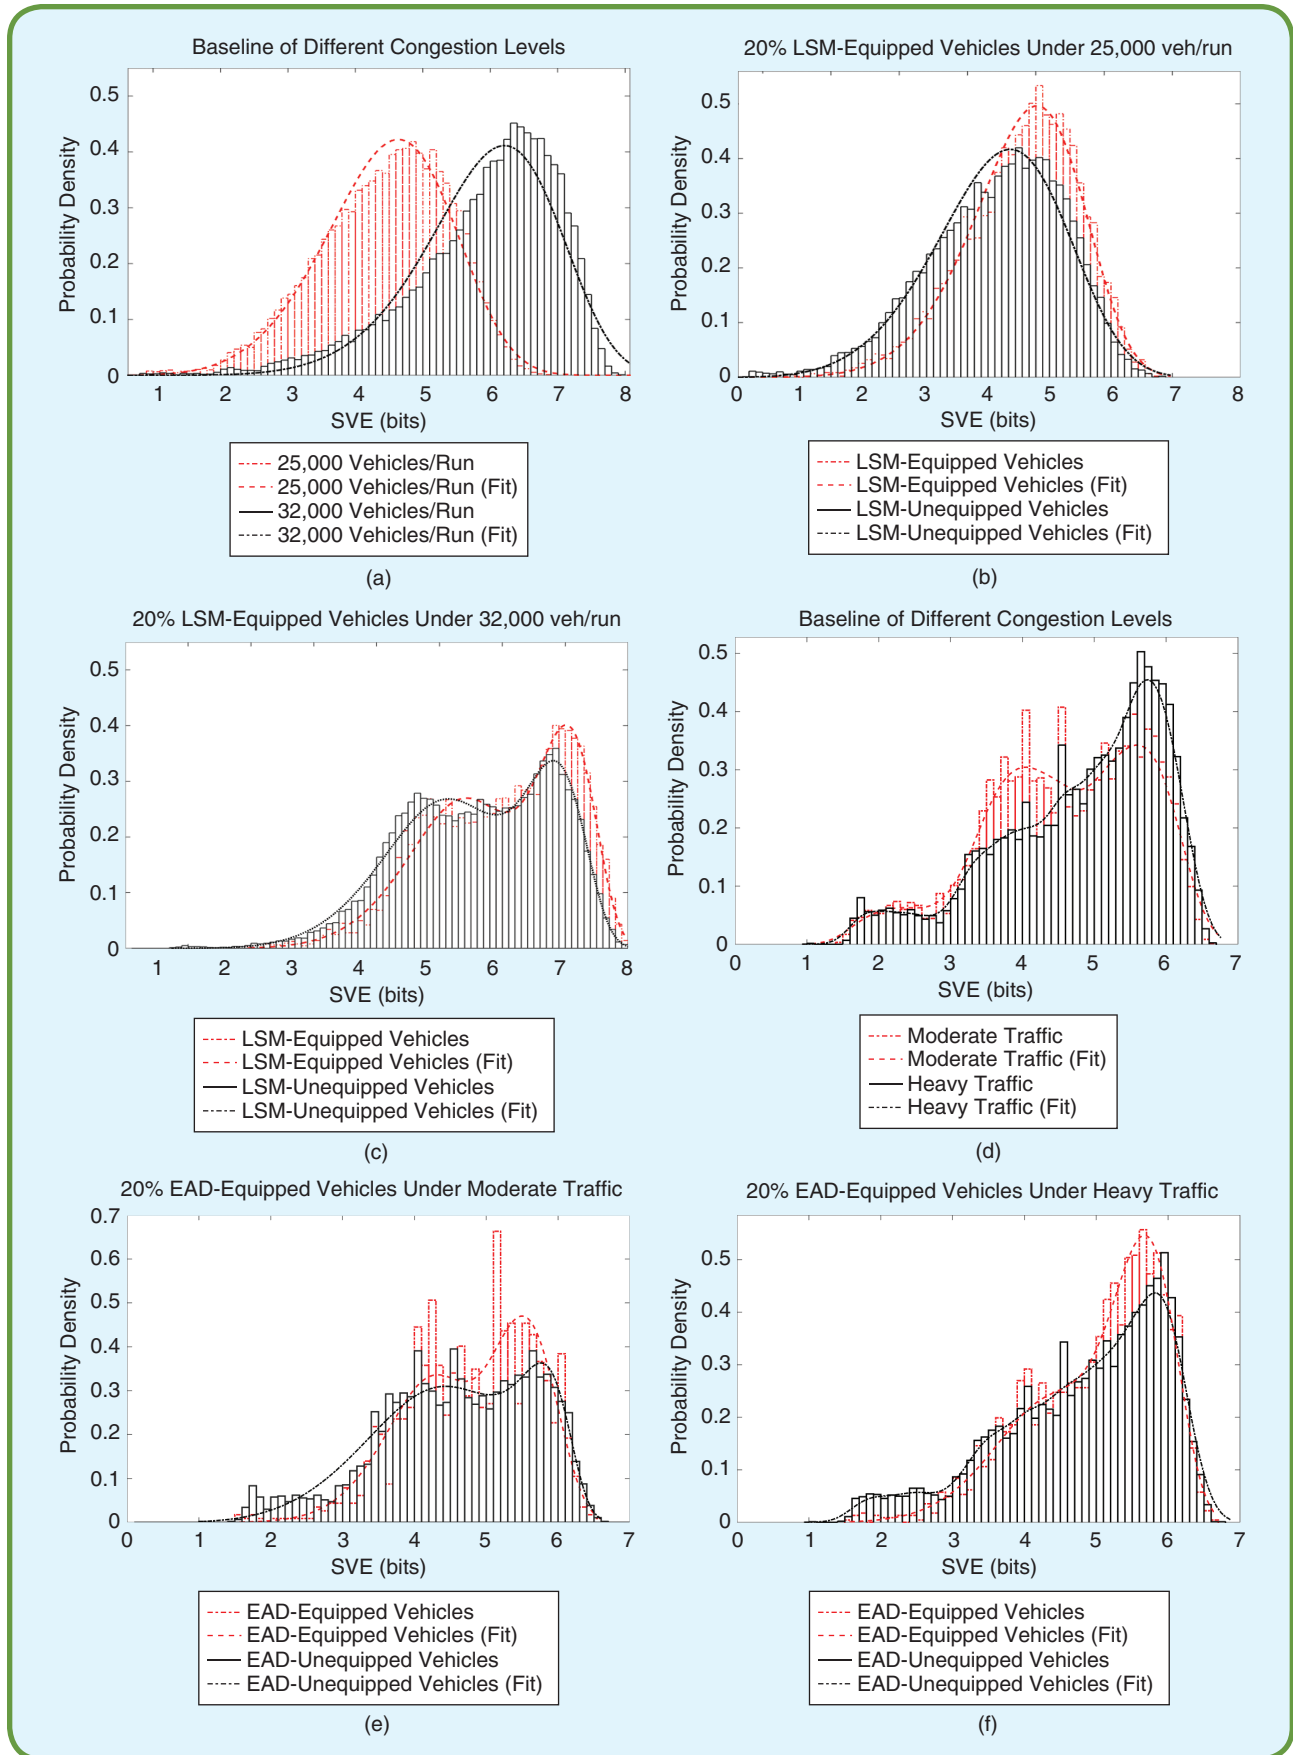 Baseline of Different Congestion Levels
Probability Density
0.5
0.4
0.3
0.2
0.1
0
1 2 3 4 5 6 7 8
SVE (bits)
25,000 Vehicles/Run
25,000 Vehicles/Run (Fit)
32,000 Vehicles/Run
32,000 Vehicles/Run (Fit)
(a)
20% LSM-Equipped Vehicles Under 25,000 veh/run
Probability Density
0.5
0.4
0.3
0.2
0.1
0
0 1 2 3 4 5 6 7 8
SVE (bits)
LSM-Equipped Vehicles
LSM-Equipped Vehicles (Fit)
LSM-Unequipped Vehicles
LSM-Unequipped Vehicles (Fit)
(b)
20% LSM-Equipped Vehicles Under 32,000 veh/run
Probability Density
0.5
0.4
0.3
0.2
0.1
0
1 2 3 4 5 6 7 8
SVE (bits)
LSM-Equipped Vehicles
LSM-Equipped Vehicles (Fit)
LSM-Unequipped Vehicles
LSM-Unequipped Vehicles (Fit)
(c)
Baseline of Different Congestion Levels
Probability Density
0.5
0.4
0.3
0.2
0.1
0
0 1 2 3 4 5 6 7
SVE (bits)
Moderate Traffic
Moderate Traffic (Fit)
Heavy Traffic
Heavy Traffic (Fit)
(d)
20% EAD-Equipped Vehicles Under Moderate Traffic
Probability Density
0.7
0.6
0.5
0.4
0.3
0.2
0.1
0
0 1 2 3 4 5 6 7
SVE (bits)
EAD-Equipped Vehicles
EAD-Equipped Vehicles (Fit)
EAD-Unequipped Vehicles
EAD-Unequipped Vehicles (Fit)
(e)
20% EAD-Equipped Vehicles Under Heavy Traffic
Probability Density
0.5
0.4
0.3
0.2
0.1
0
0 1 2 3 4 5 6 7
SVE (bits)
EAD-Equipped Vehicles
EAD-Equipped Vehicles (Fit)
EAD-Unequipped Vehicles
EAD-Unequipped Vehicles (Fit)
(f)